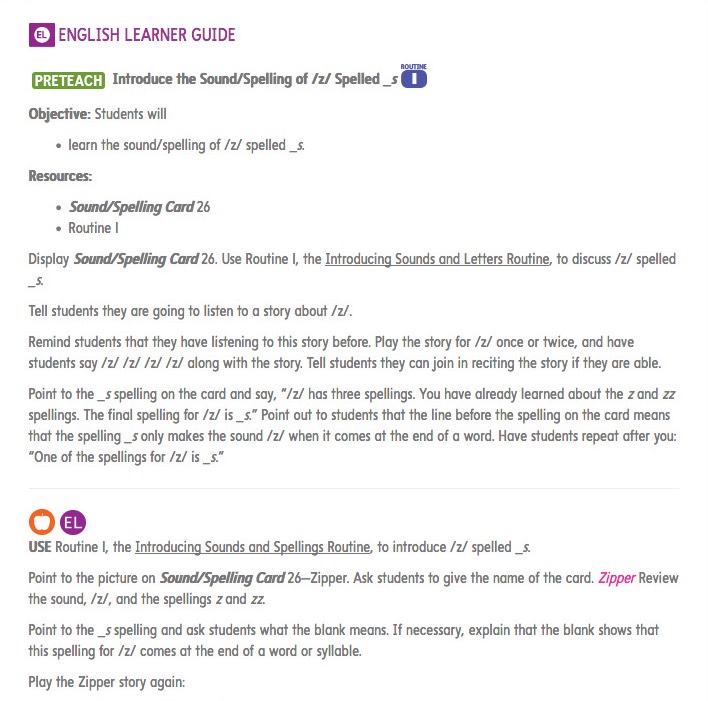 EL ENGLISH LEARNER GUIDE
PRETEACH Introduce the Sound/Spelling of /z/ Spelled _s ROUTINE 1
Objective: Students will
• learn the sound/spelling of /z/ spelled _s.
Resources:
• Sound/Spelling Card 26
• Routine 1
Display Sound/Spelling Card 26. Use Routine 1, the Introducing Sounds and Letters Routine, to discuss /z/ spelled
_s.
Tell students they are going to listen to a story about /z/.
Remind students that they have listening to this story before. Play the story for /z/ once or twice, and have
students say /z/ /z/ /z/ /z/ along with the story. Tell students they can join in reciting the story if they are able.
Point to the _s spelling on the card and say, "/z/ has three spellings. You have already learned about the z and zz
spellings. The final spelling for /z/ is _s." Point out to students that the line before the spelling on the card means
that the spelling _s only makes the sound /z/ when it comes at the end of a word. Have students repeat after you:
"One of the spellings for /z/ is _s."
EL
USE Routine 1, the Introducing Sounds and Spellings Routine, to introduce /z/ spelled _s.
Point to the picture on Sound/Spelling Card 26—Zipper. Ask students to give the name of the card. Zipper Review
the sound, /z/, and the spellings z and zz.
Point to the _s spelling and ask students what the blank means. If necessary, explain that the blank shows that
this spelling for /z/ comes at the end of a word or syllable.
Play the Zipper story again: